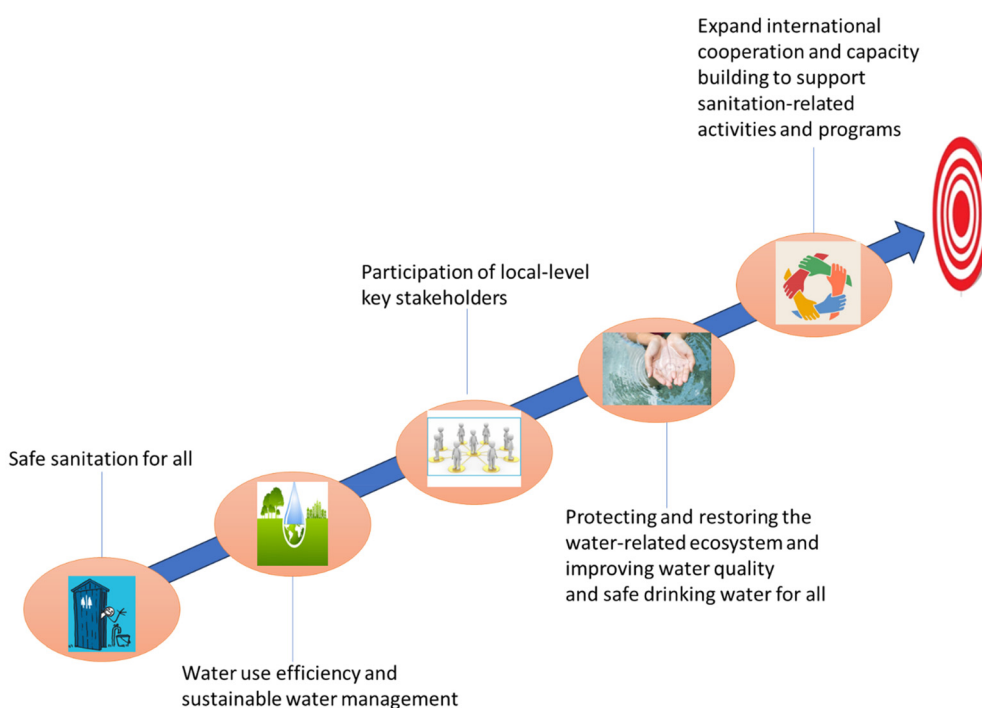 Expand international
cooperation and capacity
building to support
sanitation-related
activities and programs
Participation of local-level
key stakeholders
Safe sanitation for all
Protecting and restoring the
water-related ecosystem and
improving water quality
and safe drinking water for all
Water use efficiency and
sustainable water management